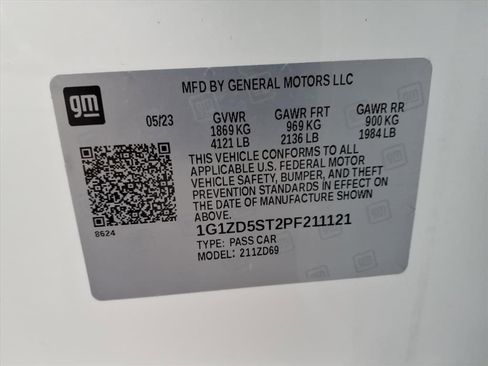 gm
MFD BY GENERAL MOTORS LLC
05/23 GVWR GAWR FRT GAWR RR
1869 KG 969 KG 900 KG
4121 LB 2136 LB 1984 LB
THIS VEHICLE CONFORMS TO ALL
APPLICABLE U.S. FEDERAL MOTOR
VEHICLE SAFETY, BUMPER, AND THEFT
PREVENTION STANDARDS IN EFFECT ON
THE DATE OF MANUFACTURE SHOWN
ABOVE.
8624
1G1ZD5ST2PF211121
TYPE: PASS CAR
MODEL: 211ZD69